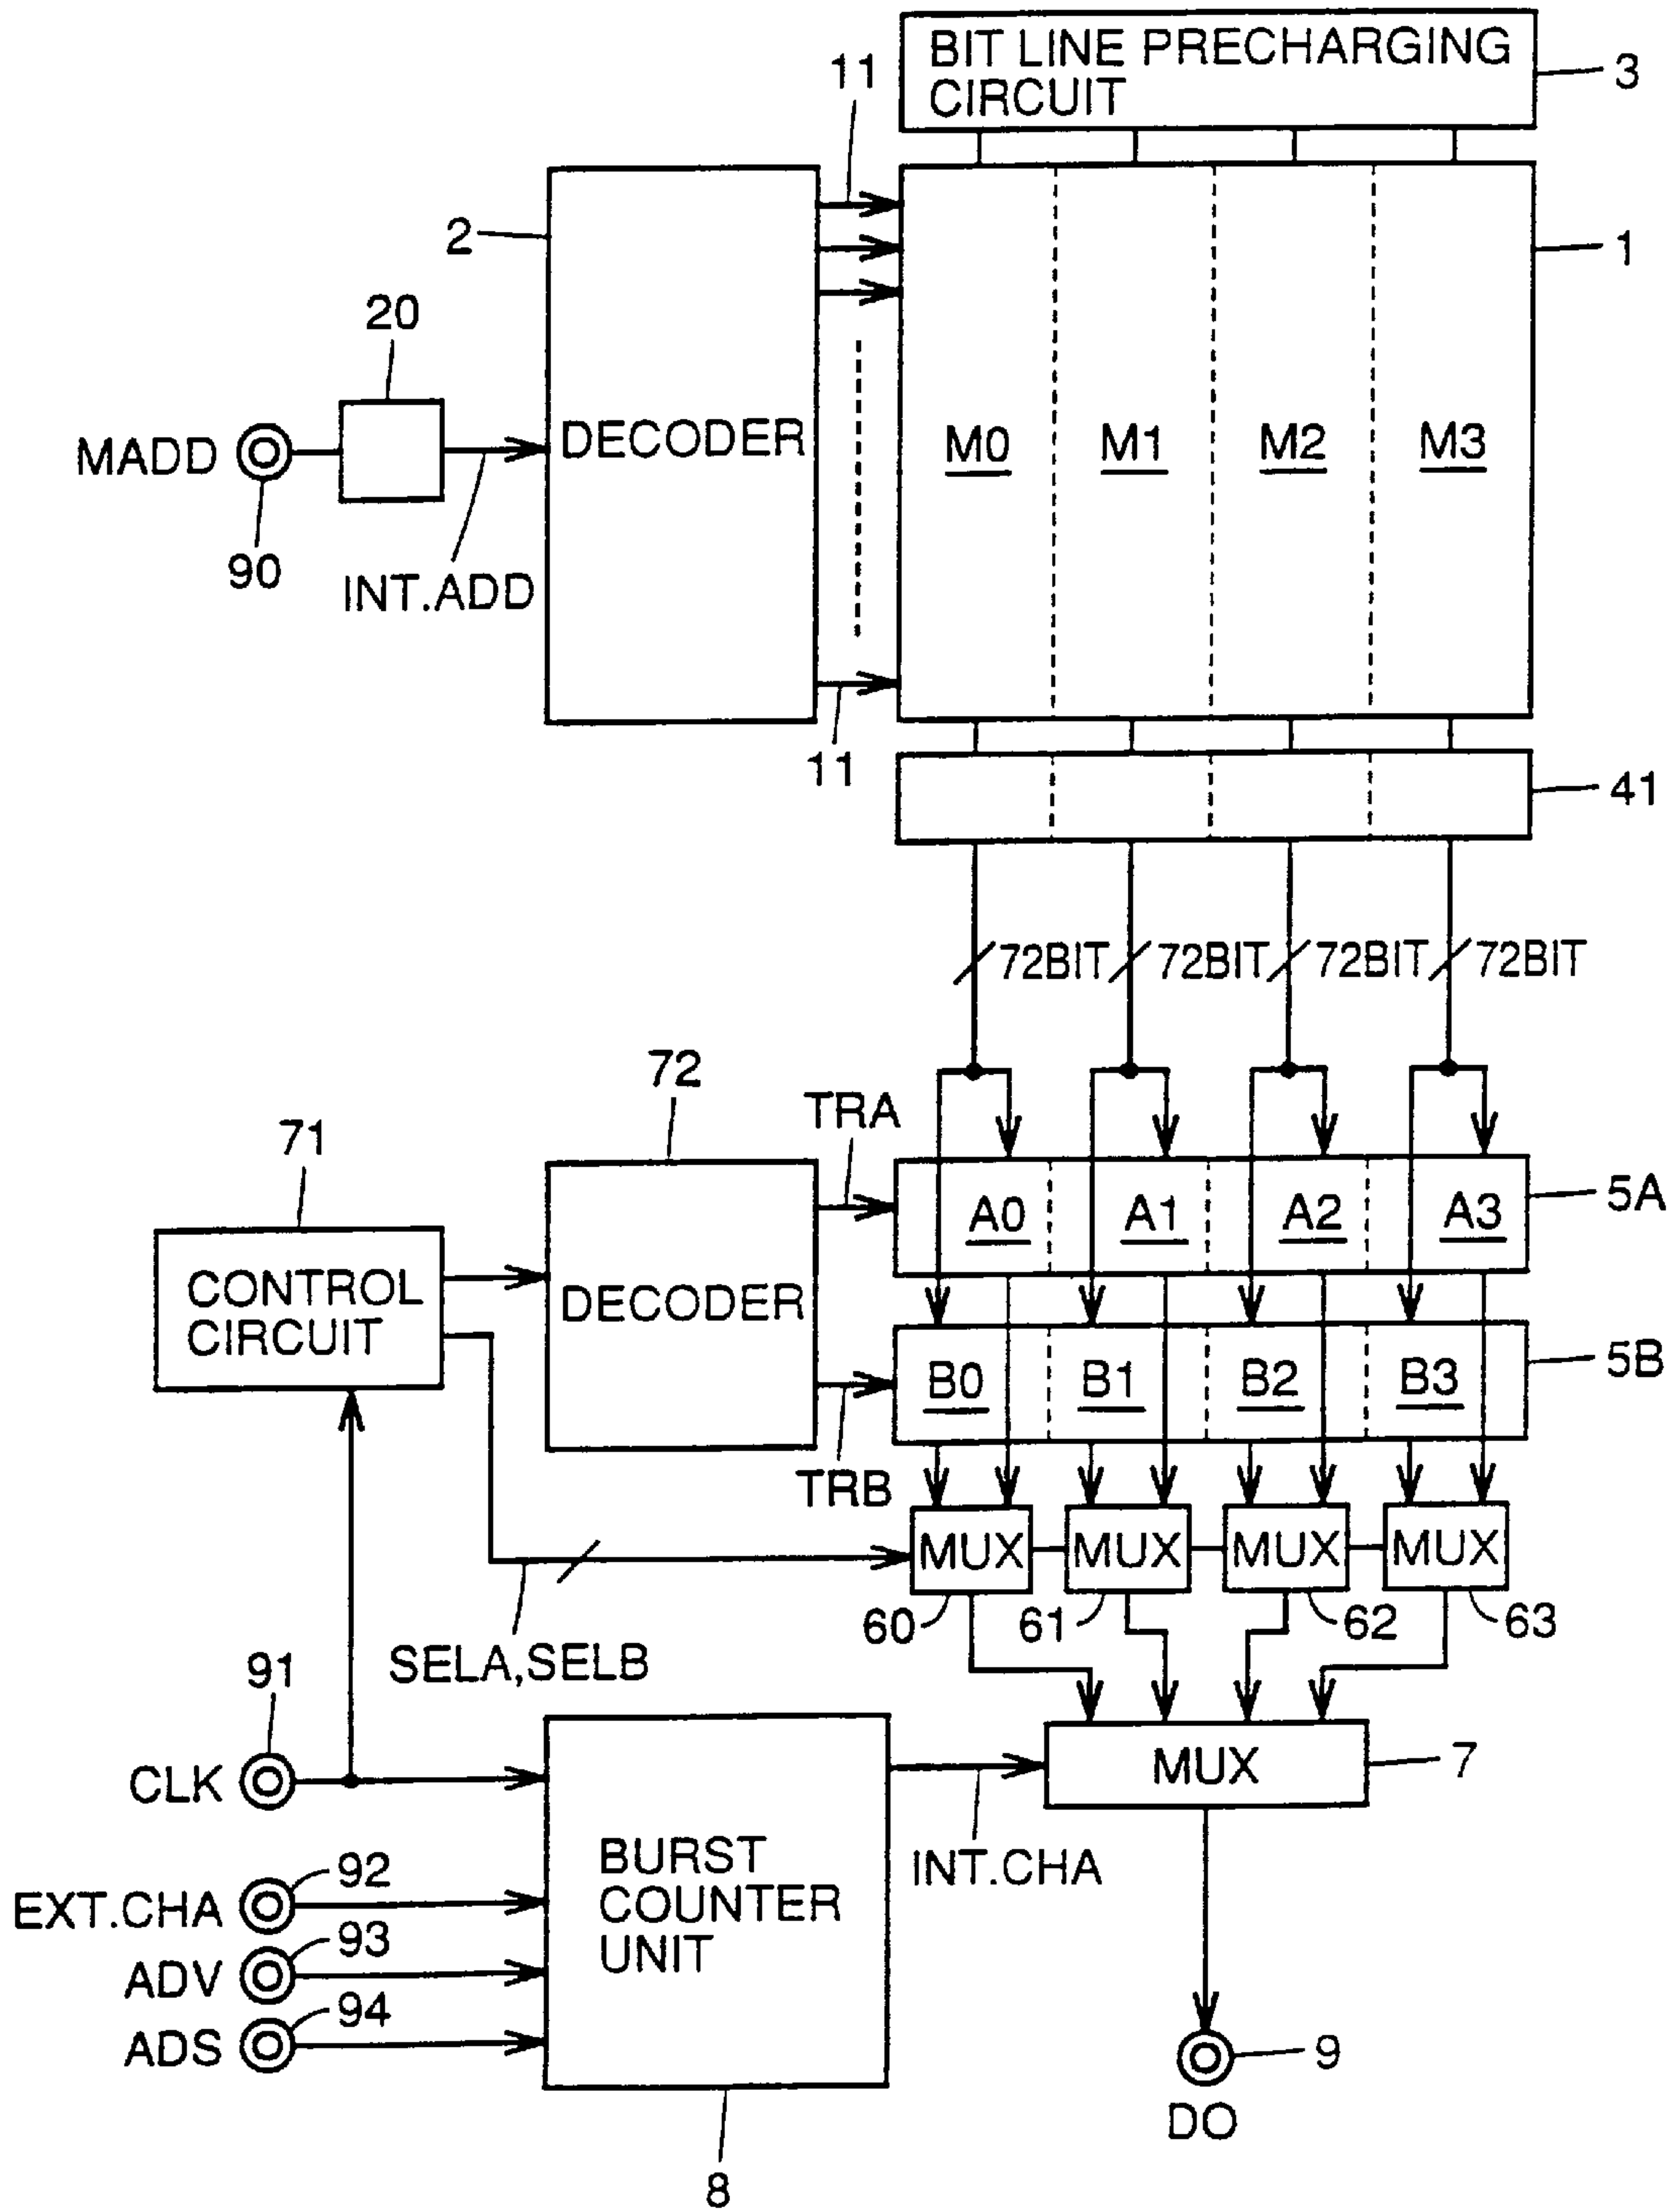 BIT LINE PRECHARGING
CIRCUIT
3
11
2
1
20
MADD
90
INT.ADD
DECODER
M0 M1 M2 M3
11
41
72BIT 72BIT 72BIT 72BIT
72
TRA
71
A0 A1 A2 A3
5A
CONTROL
CIRCUIT
DECODER
B0 B1 B2 B3
5B
TRB
MUX MUX MUX MUX
60 61 62 63
SELA,SELB
91
CLK
MUX
7
BURST
COUNTER
UNIT
INT.CHA
92
EXT.CHA
93
ADV
94
ADS
9
DO
8